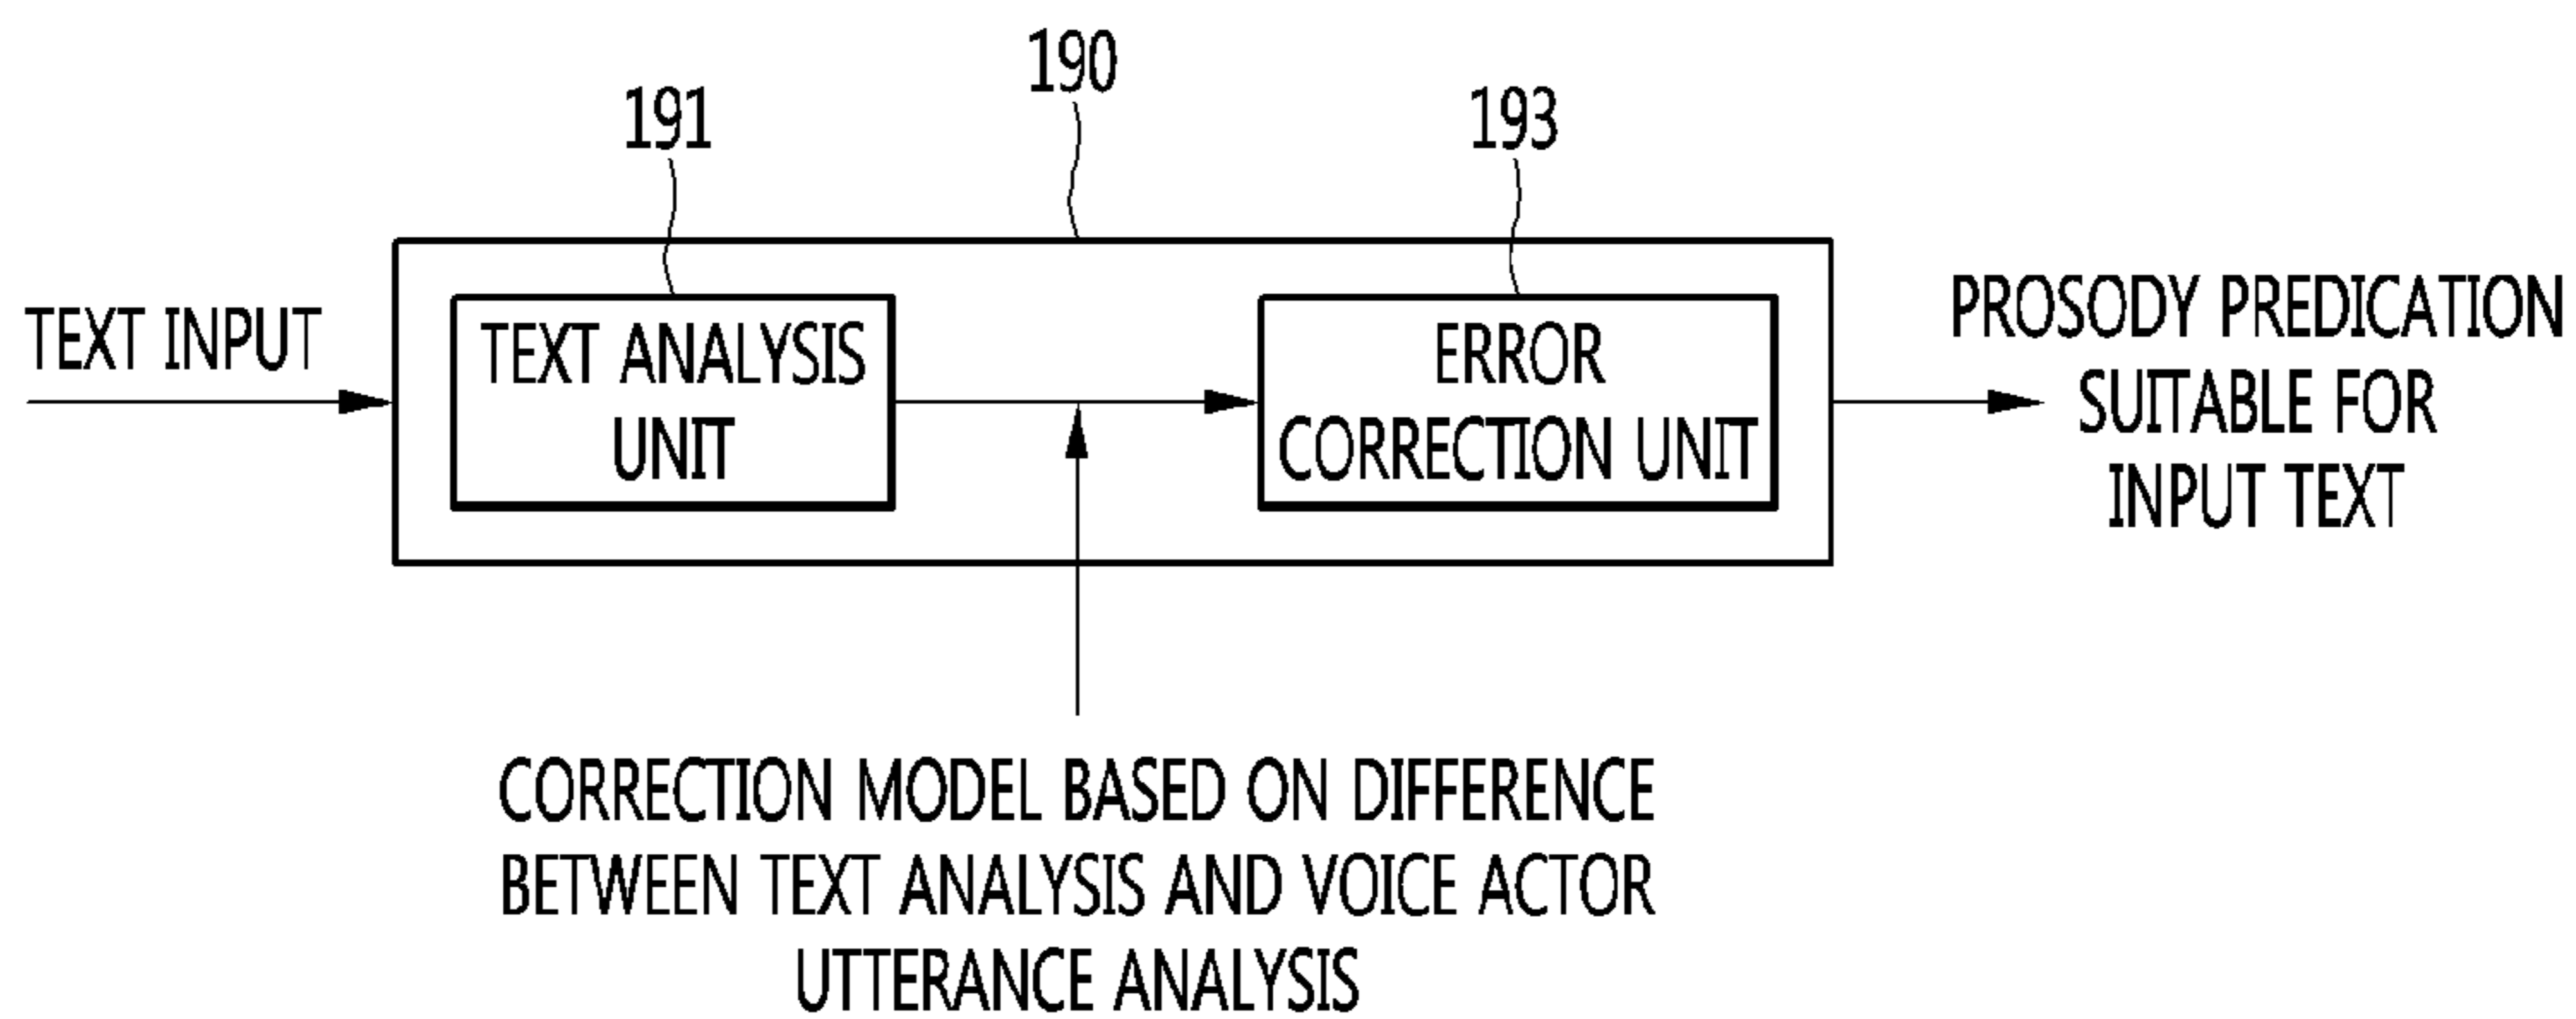 190
191
193
TEXT INPUT
TEXT ANALYSIS
UNIT
ERROR
CORRECTION UNIT
PROSODY PREDICATION
SUITABLE FOR
INPUT TEXT
CORRECTION MODEL BASED ON DIFFERENCE
BETWEEN TEXT ANALYSIS AND VOICE ACTOR
UTTERANCE ANALYSIS